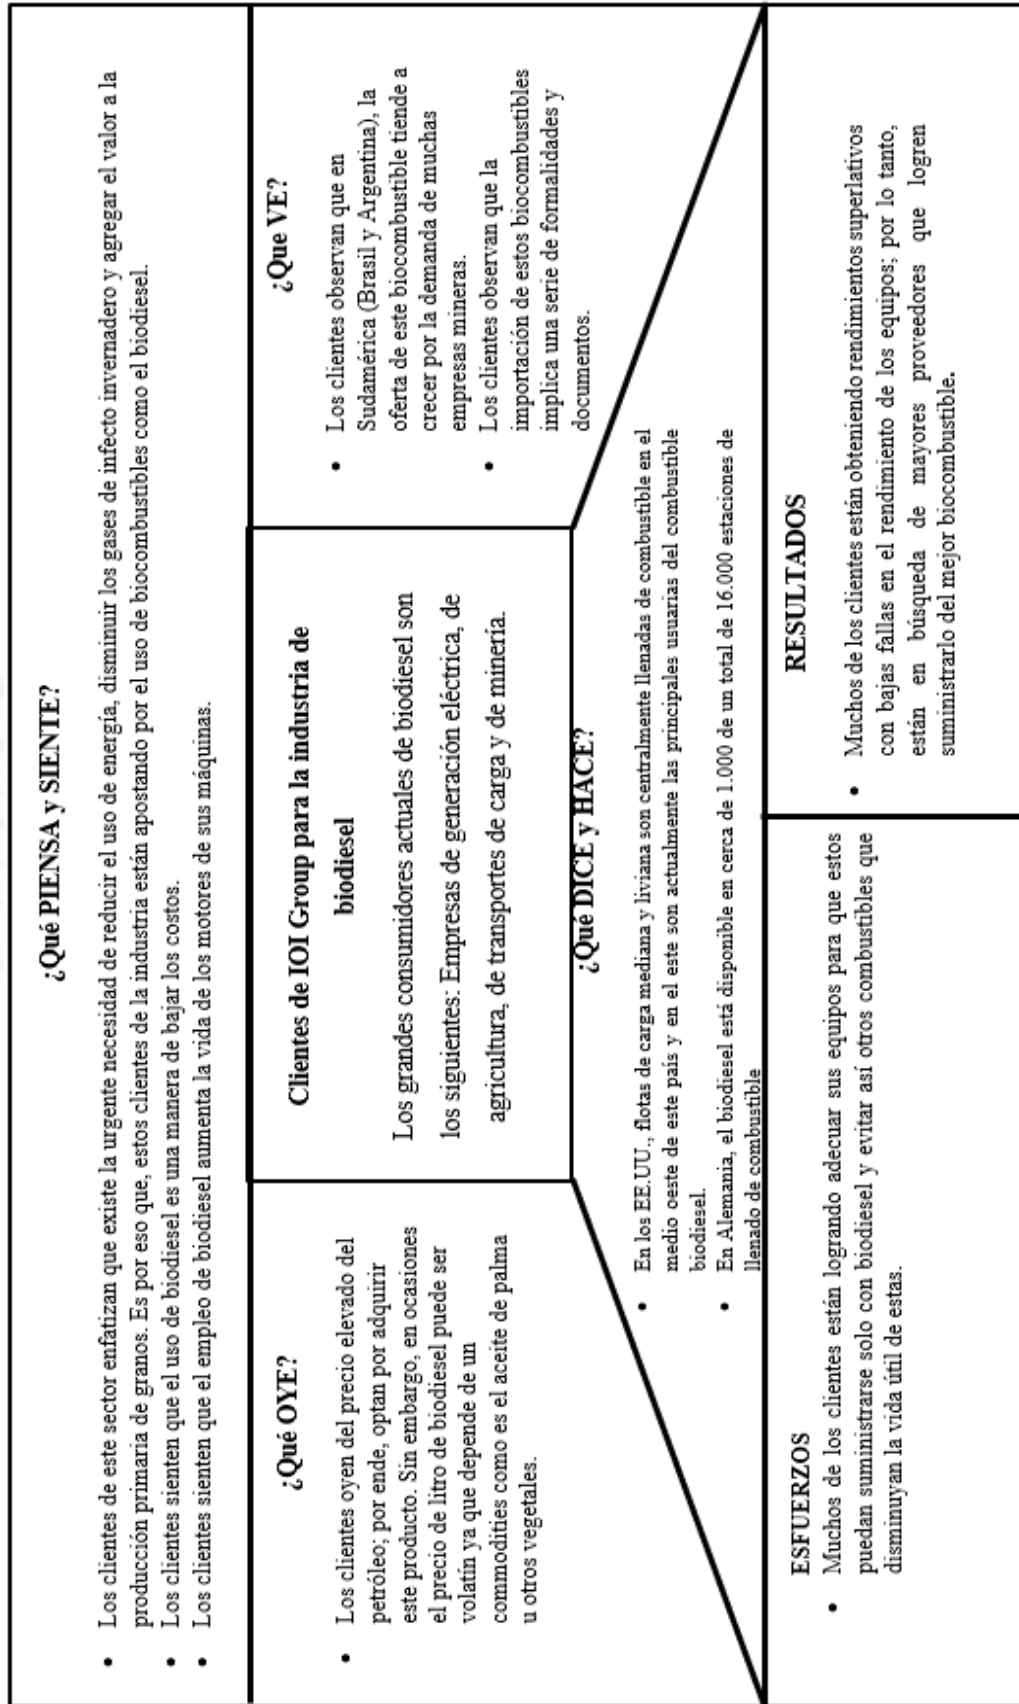 ¿Qué PIENSA y SIENTE?
• Los clientes de este sector enfatizan que existe la urgente necesidad de reducir el uso de energía, disminuir los gases de infecto invernadero y agregar el valor a la
producción primaria de granos. Es por eso que, estos clientes de la industria están apostando por el uso de biocombustibles como el biodiesel.
• Los clientes sienten que el uso de biodiesel es una manera de bajar los costos.
• Los clientes sienten que el empleo de biodiesel aumenta la vida de los motores de sus máquinas.
¿Qué OYE?
• Los clientes oyen del precio elevado del
petróleo; por ende, optan por adquirir
este producto. Sin embargo, en ocasiones
el precio de litro de biodiesel puede ser
volatín ya que depende de un
commodities como es el aceite de palma
u otros vegetales.
Clientes de IOI Group para la industria de
biodiesel
Los grandes consumidores actuales de biodiesel son
los siguientes: Empresas de generación eléctrica, de
agricultura, de transportes de carga y de minería.
¿Que VE?
• Los clientes observan que en
Sudamérica (Brasil y Argentina), la
oferta de este biocombustible tiende a
crecer por la demanda de muchas
empresas mineras.
• Los clientes observan que la
importación de estos biocombustibles
implica una serie de formalidades y
documentos.
¿Qué DICE y HACE?
• En los EE.UU., flotas de carga mediana y liviana son centralmente llenadas de combustible en el
medio oeste de este país y en el este son actualmente las principales usuarias del combustible
biodiesel.
• En Alemania, el biodiesel está disponible en cerca de 1.000 de un total de 16.000 estaciones de
llenado de combustible
ESFUERZOS
• Muchos de los clientes están logrando adecuar sus equipos para que estos
puedan suministrarse solo con biodiesel y evitar así otros combustibles que
disminuyan la vida útil de estas.
RESULTADOS
• Muchos de los clientes están obteniendo rendimientos superlativos
con bajas fallas en el rendimiento de los equipos; por lo tanto,
están en búsqueda de mayores proveedores que logren
suministrarlo del mejor biocombustible.